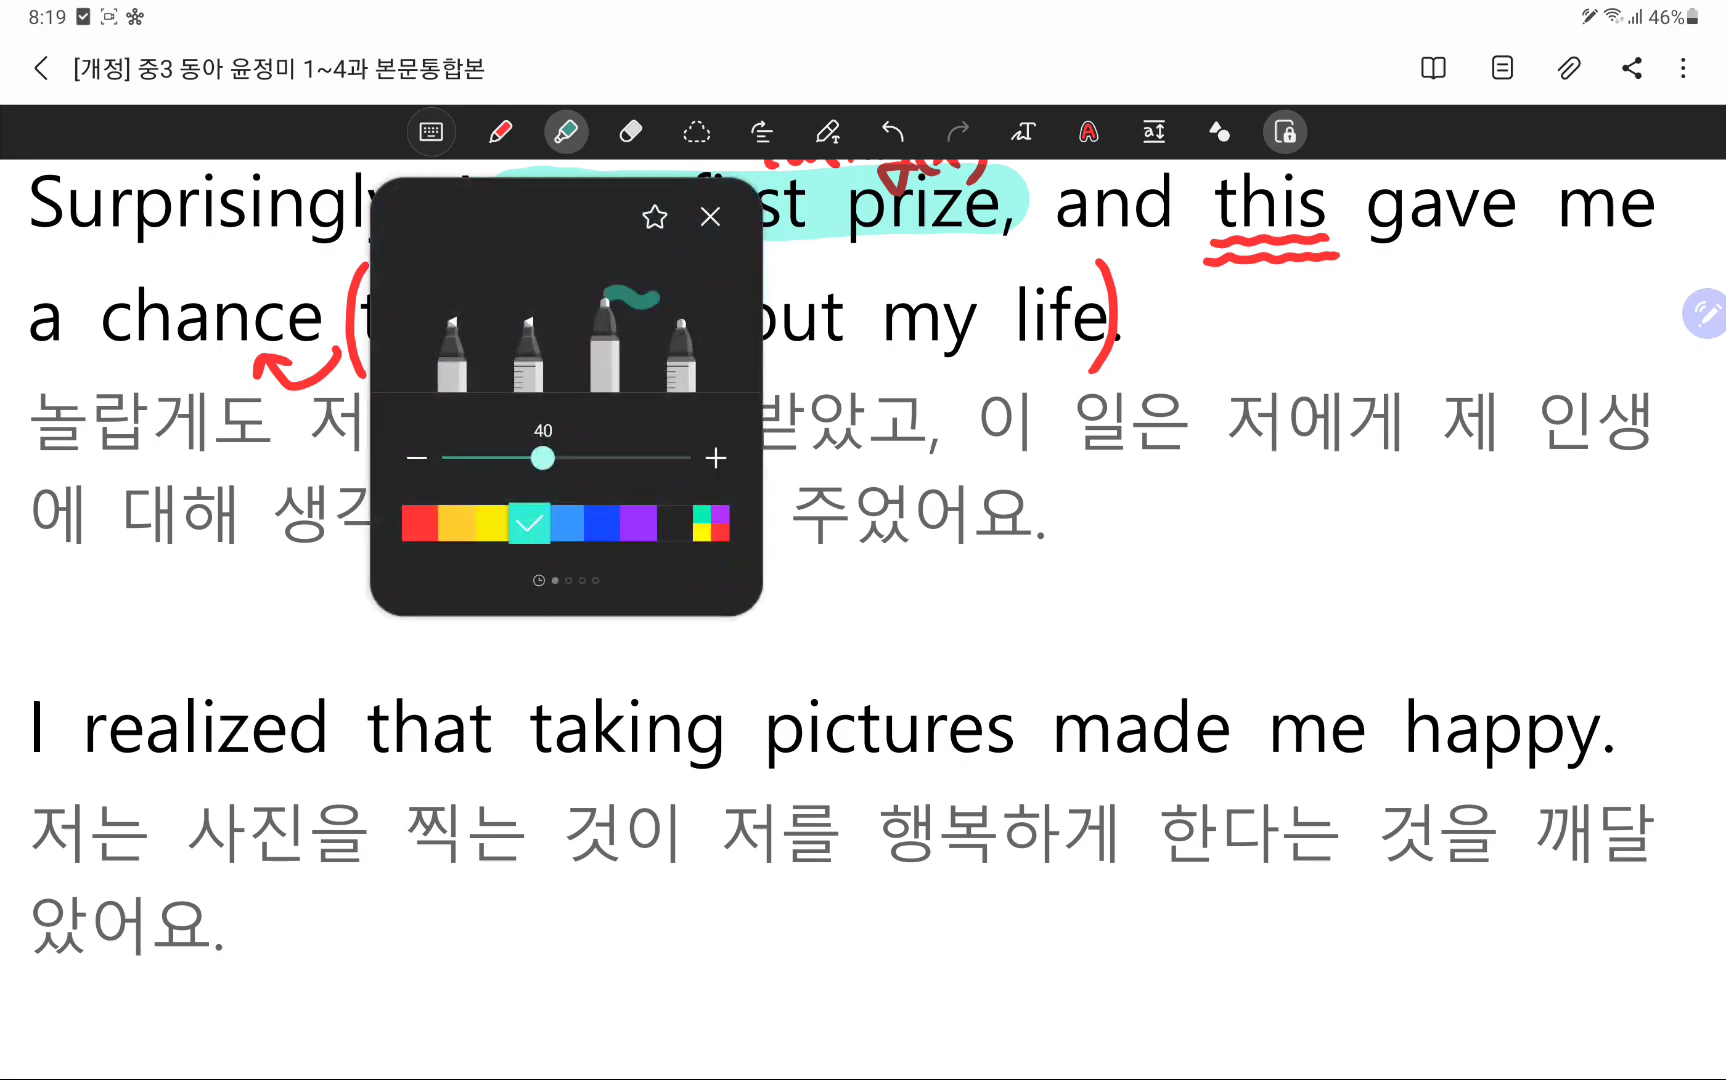 8:19 46%
[개정] 중3 동아 윤정미 1~4과 본문통합본
Surprisingl st prize, and this gave me
a chance (t out my life).
놀랍게도 저 받았고, 이 일은 저에게 제 인생
에 대해 생각 주었어요.
40
I realized that taking pictures made me happy.
저는 사진을 찍는 것이 저를 행복하게 한다는 것을 깨달
았어요.